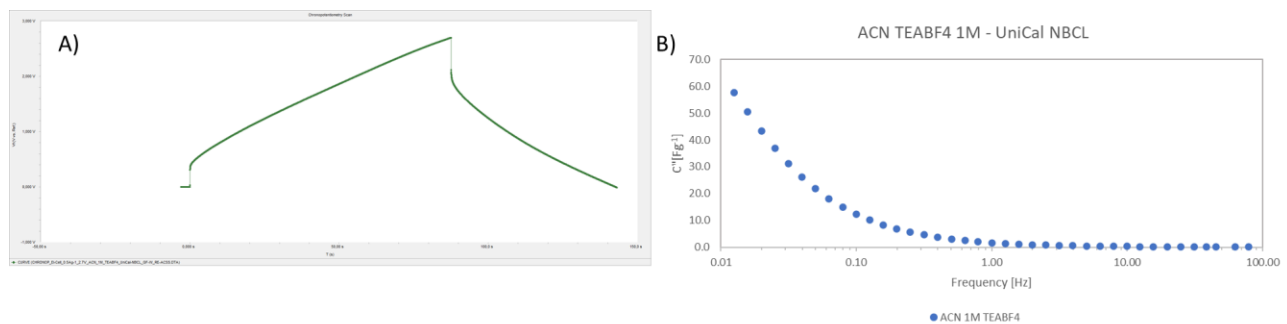 Chronopotentiometry Scan
A)
3.000 V
2.000 V
1.000 V
0.000 V
-1.000 V
-50.00 s
0.000 s
50.00 s
100.0 s
150.0 s
B)
ACN TEABF4 1M - UniCal NBCL
70.0
60.0
50.0
40.0
30.0
20.0
10.0
0.0
C"[Fg⁻¹]
0.01
0.10
1.00
10.00
100.00
Frequency [Hz]
ACN 1M TEABF4